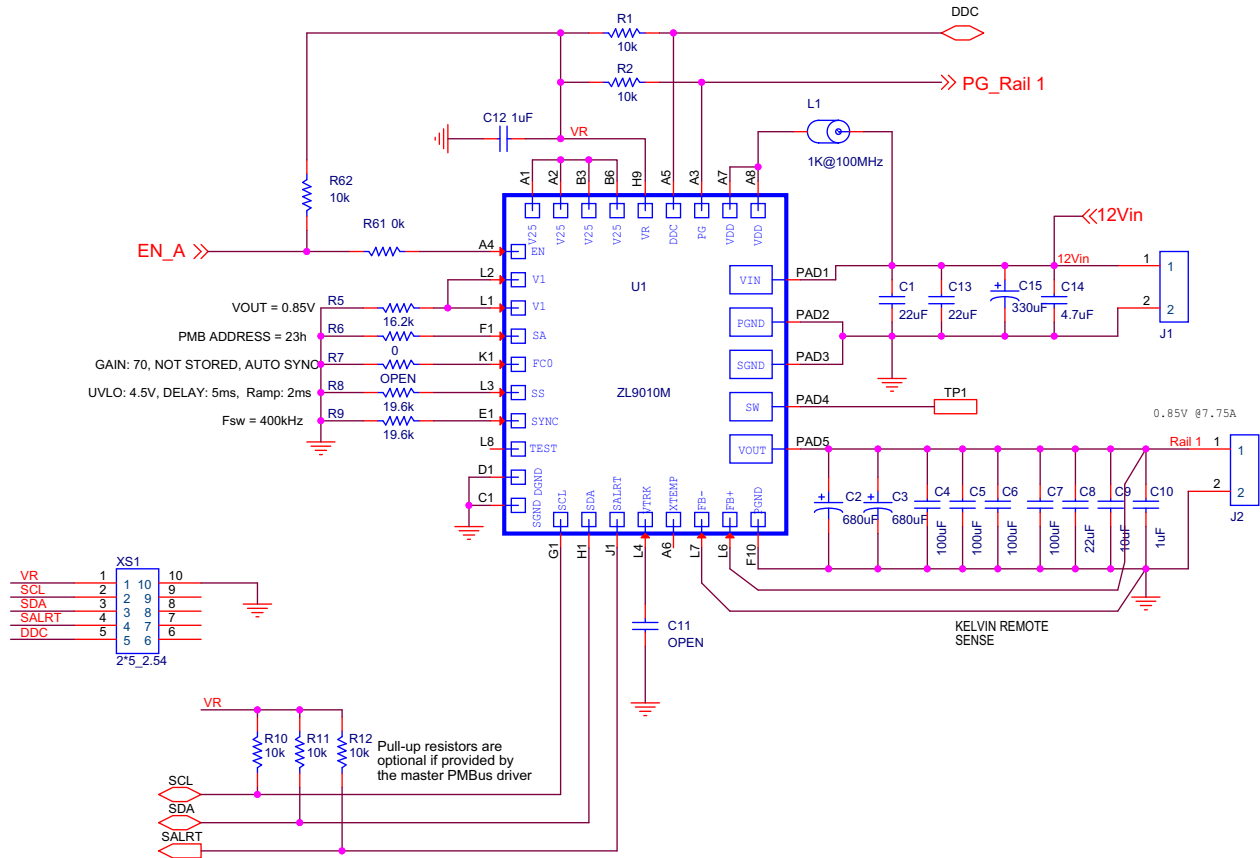 R1
10k
DDC
R2
10k
PG_Rail 1
L1
1K@100MHz
C12 1uF
VR
A1
A2
B3
B6
H9
A5
A3
A7
A8
R62
10k
V25
V25
V25
V25
VR
DDC
PG
VDD
VDD
EN_A
R61 0k
A4
EN
L2
V1
VOUT = 0.85V
R5
16.2k
L1
V1
PMB ADDRESS = 23h
R6
0
F1
SA
GAIN: 70, NOT STORED, AUTO SYNC
R7
OPEN
K1
FC0
UVLO: 4.5V, DELAY: 5ms, Ramp: 2ms
R8
19.6k
L3
SS
Fsw = 400kHz
R9
19.6k
E1
SYNC
L8
TEST
D1
DGND
C1
SGND
U1
ZL9010M
VIN
PAD1
PGND
PAD2
SGND
PAD3
SW
PAD4
TP1
VOUT
PAD5
12Vin
12Vin
1
1
2
2
J1
C1
22uF
C13
22uF
C15
+
330uF
C14
4.7uF
0.85V @7.75A
Rail 1
1
1
2
2
J2
+
C2
680uF
+
C3
680uF
C4
100uF
C5
100uF
C6
100uF
C7
100uF
C8
22uF
C9
10uF
C10
1uF
SCL
SDA
SALRT
VTRK
XTEMP
FB-
FB+
PGND
G1
H1
J1
L4
A6
L7
L6
F10
KELVIN REMOTE
SENSE
C11
OPEN
XS1
VR
1
1 10
10
SCL
2
2 9
9
SDA
3
3 8
8
SALRT
4
4 7
7
DDC
5
5 6
6
2*5_2.54
VR
R10
10k
R11
10k
R12
10k
Pull-up resistors are
optional if provided by
the master PMBus driver
SCL
SDA
SALRT